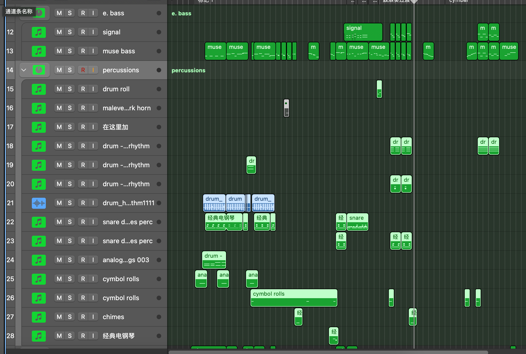 通道条名称
e. bass
e. bass
12 signal M S R I
signal
m m
13 muse bass M S R I
muse muse muse m m muse muse m m m muse
14 percussions M S R I
percussions
15 drum roll M S R I
16 maleve...rk horn M S R I
17 在这里加 M S R I
18 drum -...rhythm M S R I
dr dr dr dr
19 drum -...rhythm M S R I
dr
20 drum -...rhythm M S R I
dr dr
21 drum_h...thm1111 M S R I
drum_ drum drum_
22 snare d...es perc M S R I
经典电钢琴 经典 经 snare
23 snare d...es perc M S R I
经 经 经
24 analog....gs 003 M S R I
drum -
25 cymbol rolls M S R I
ana ana ana
26 cymbol rolls M S R I
cymbol rolls
27 chimes M S R I
经 经
28 经典电钢琴 M S R I
经